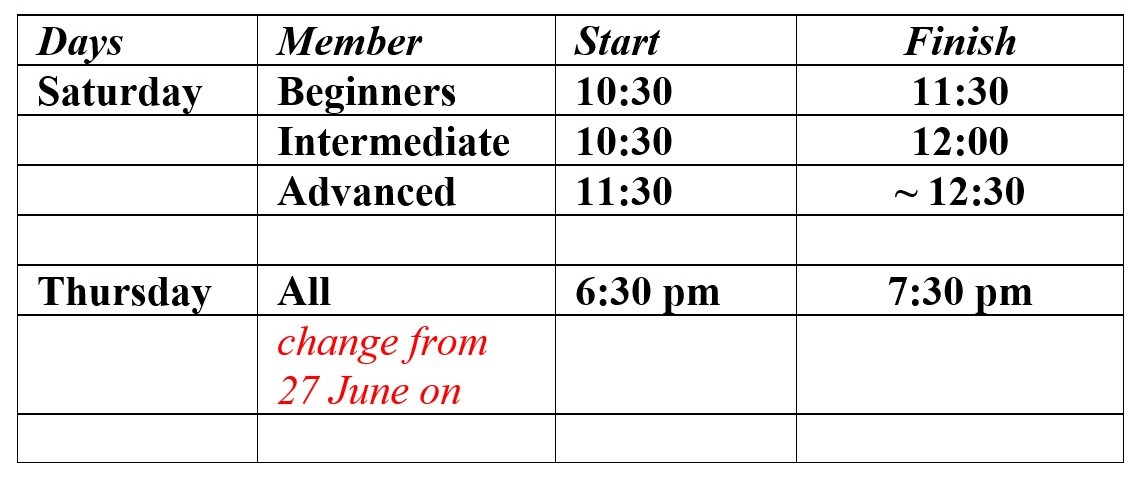 Days Member Start Finish
Saturday Beginners 10:30 11:30
Intermediate 10:30 12:00
Advanced 11:30 ~ 12:30
Thursday All 6:30 pm 7:30 pm
change from
27 June on